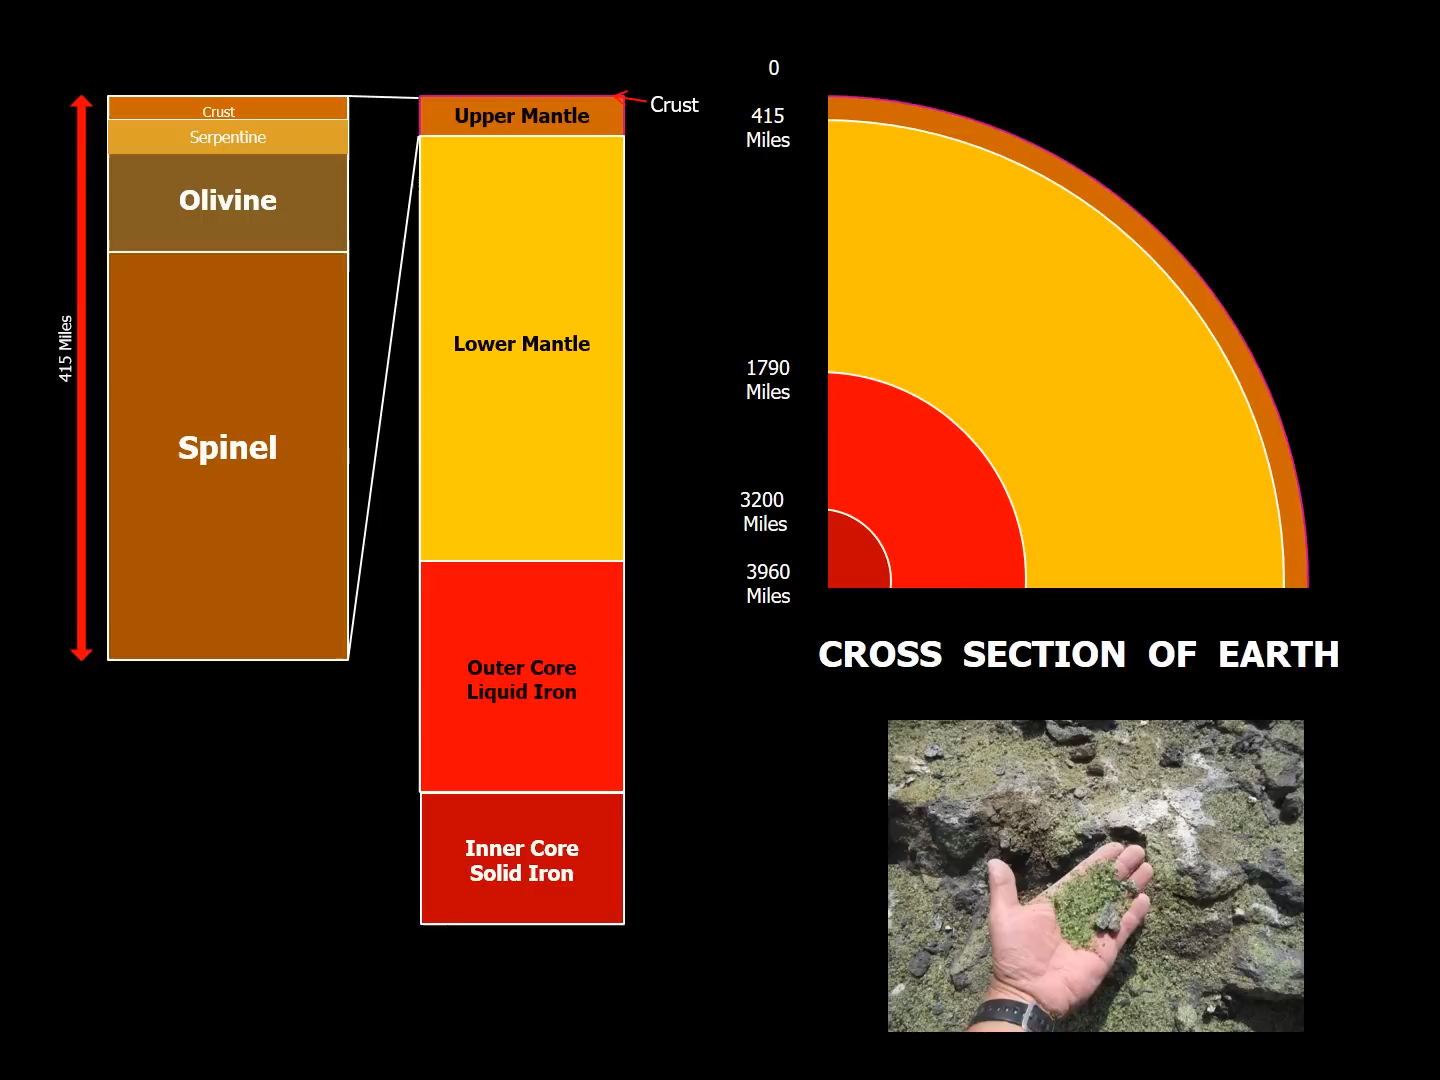 Crust
Serpentine
Olivine
Spinel
415 Miles
Upper Mantle
Crust
Lower Mantle
Outer Core
Liquid Iron
Inner Core
Solid Iron
0
415
Miles
1790
Miles
3200
Miles
3960
Miles
CROSS SECTION OF EARTH